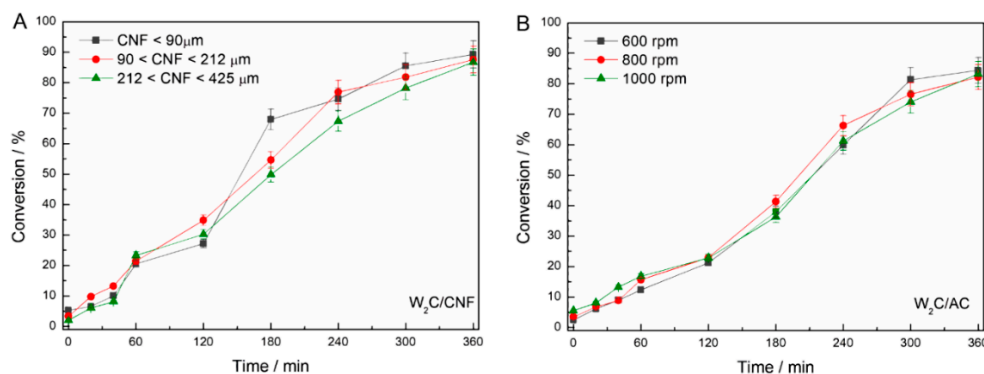 A
CNF < 90μm
90 < CNF < 212 μm
212 < CNF < 425 μm
Conversion / %
100
90
80
70
60
50
40
30
20
10
0
W₂C/CNF
0 60 120 180 240 300 360
Time / min
B
600 rpm
800 rpm
1000 rpm
Conversion / %
100
90
80
70
60
50
40
30
20
10
0
W₂C/AC
0 60 120 180 240 300 360
Time / min